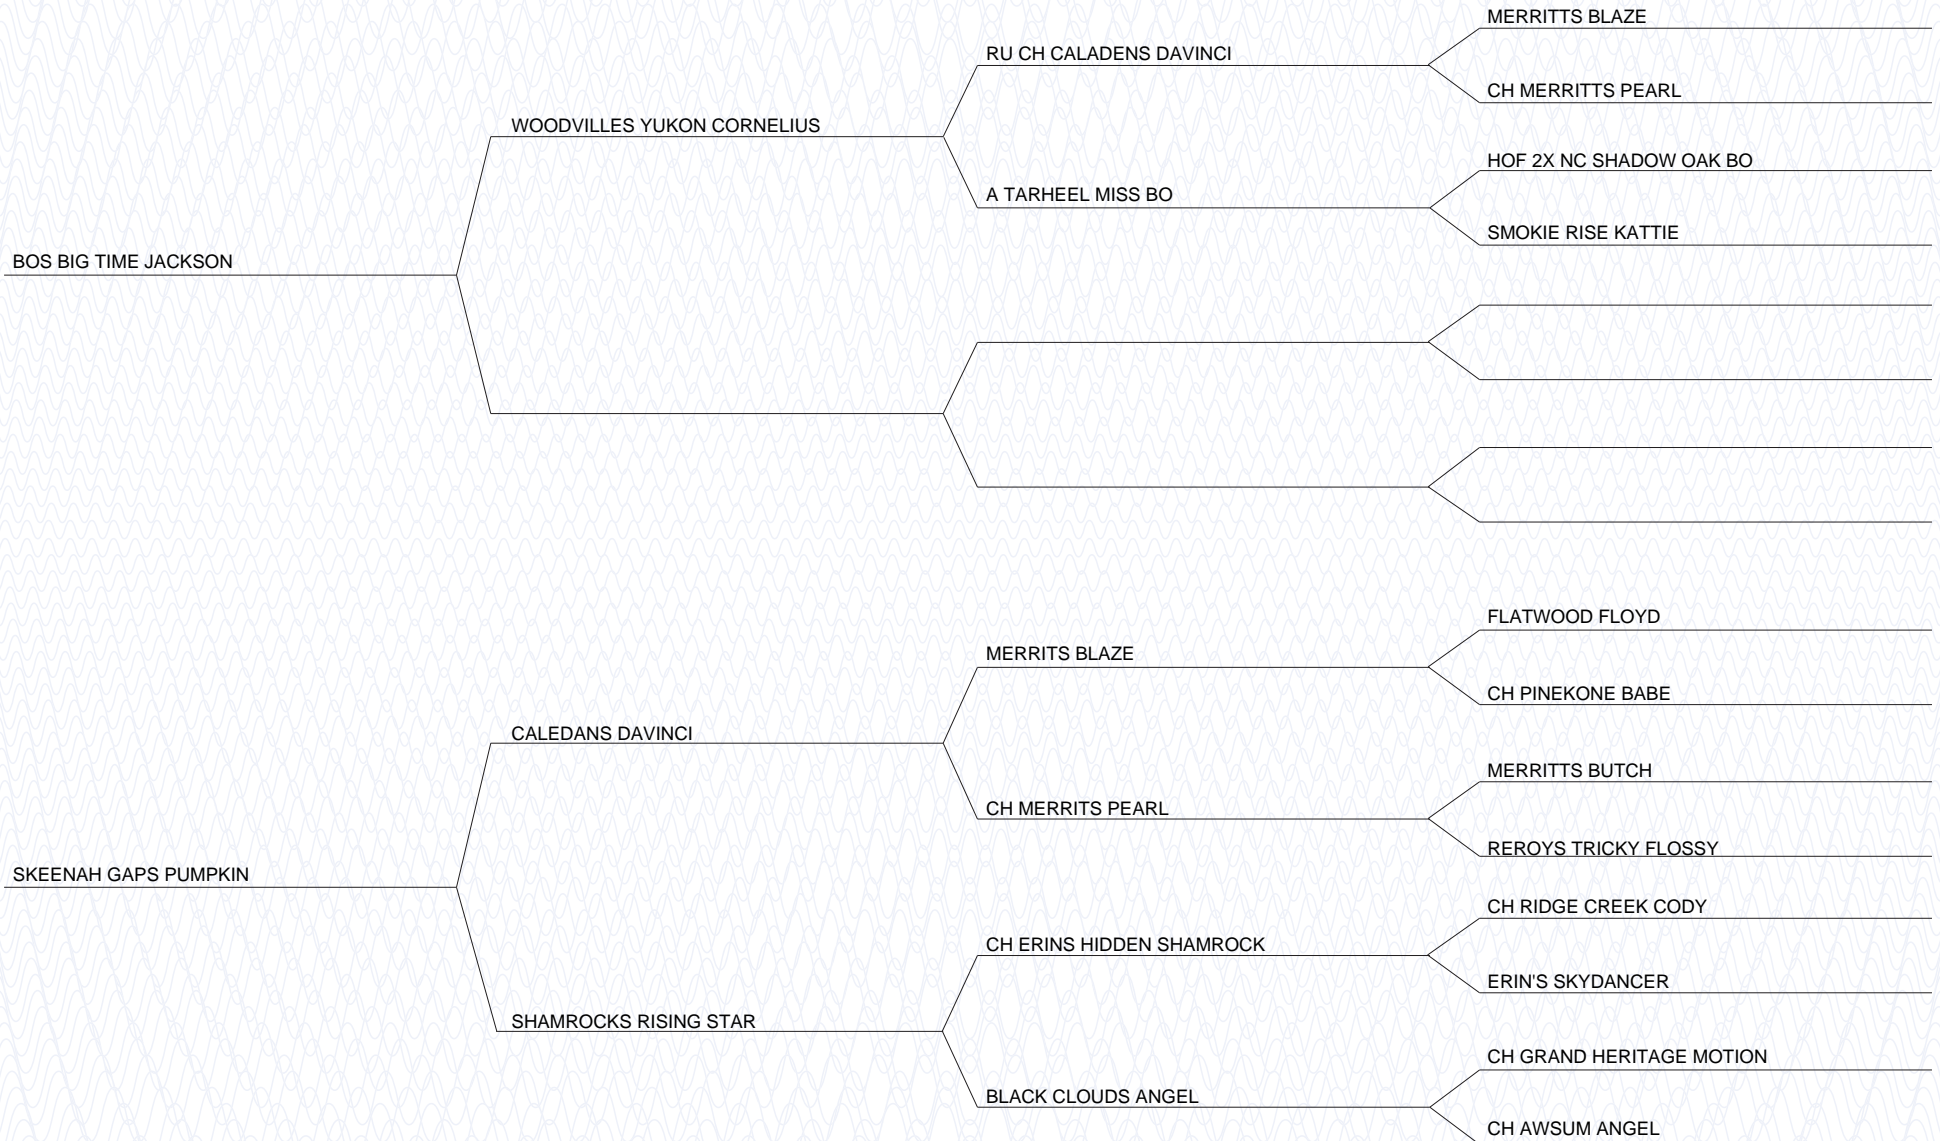 MERRITTS BLAZE
RU CH CALADENS DAVINCI
CH MERRITTS PEARL
WOODVILLES YUKON CORNELIUS
HOF 2X NC SHADOW OAK BO
A TARHEEL MISS BO
SMOKIE RISE KATTIE
BOS BIG TIME JACKSON
FLATWOOD FLOYD
MERRITS BLAZE
CH PINEKONE BABE
CALEDANS DAVINCI
MERRITTS BUTCH
CH MERRITS PEARL
REROYS TRICKY FLOSSY
SKEENAH GAPS PUMPKIN
CH RIDGE CREEK CODY
CH ERINS HIDDEN SHAMROCK
ERIN'S SKYDANCER
SHAMROCKS RISING STAR
CH GRAND HERITAGE MOTION
BLACK CLOUDS ANGEL
CH AWSUM ANGEL